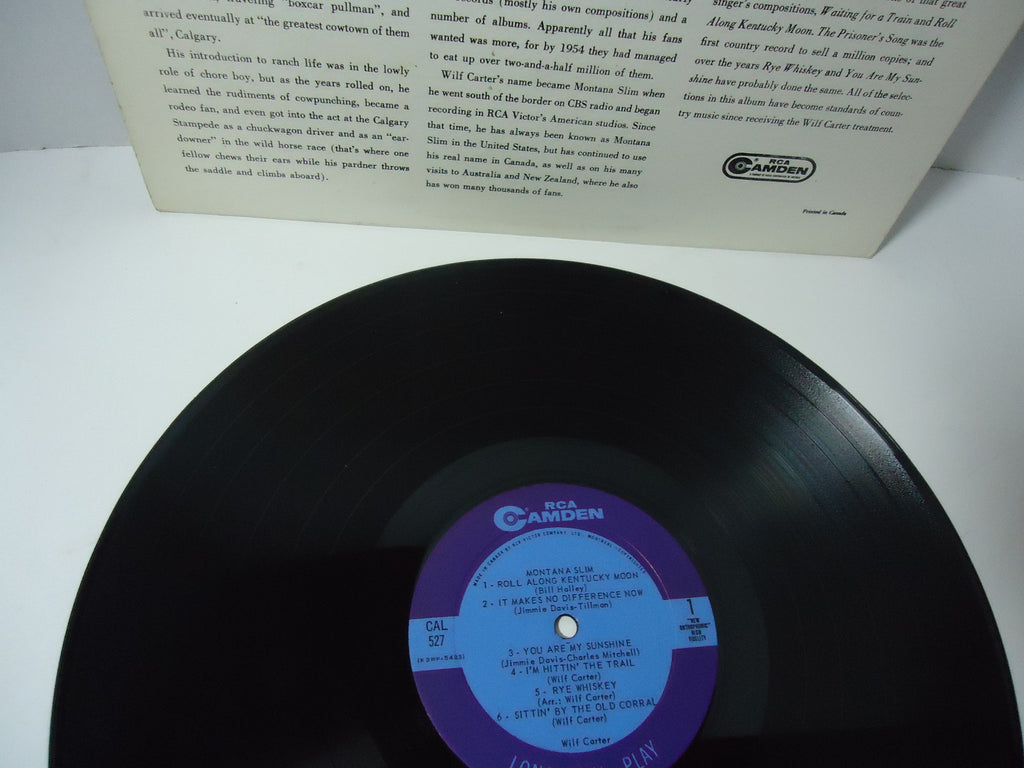 "boxcar pullman", and
arrived eventually at "the greatest cowtown of them
all", Calgary.
His introduction to ranch life was in the lowly
role of chore boy, but as the years rolled on, he
learned the rudiments of cowpunching, became a
rodeo fan, and even got into the act at the Calgary
Stampede as a chuckwagon driver and as an "ear-
downer" in the wild horse race (that's where one
fellow chews their ears while his pardner throws
the saddle and climbs aboard).
(mostly his own compositions) and a
number of albums. Apparently all that his fans
wanted was more, for by 1954 they had managed
to eat up over two-and-a-half million of them.
Wilf Carter's name became Montana Slim when
he went south of the border on CBS radio and began
recording in RCA Victor's American studios. Since
that time, he has always been known as Montana
Slim in the United States, but has continued to use
his real name in Canada, as well as on his many
visits to Australia and New Zealand, where he also
has won many thousands of fans.
of that great
singer's compositions, Waiting for a Train and Roll
Along Kentucky Moon. The Prisoner's Song was the
first country record to sell a million copies; and
over the years Rye Whiskey and You Are My Sun-
shine have probably done the same. All of the selec-
tions in this album have become standards of coun-
try music since receiving the Wilf Carter treatment.
RCA
CAMDEN
Printed in Canada
RCA
CAMDEN
MADE IN CANADA BY RCA VICTOR COMPANY, LTD., MONTREAL
MONTANA SLIM
1 - ROLL ALONG KENTUCKY MOON
(Bill Halley)
2 - IT MAKES NO DIFFERENCE NOW
(Jimmie Davis-Tillman)
CAL
527
1
"NEW
ORTHOPHONIC"
HIGH
FIDELITY
3 - YOU ARE MY SUNSHINE
(Jimmie Davis-Charles Mitchell)
4 - I'M HITTIN' THE TRAIL
(Wilf Carter)
5 - RYE WHISKEY
(Arr.: Wilf Carter)
6 - SITTIN' BY THE OLD CORRAL
(Wilf Carter)
Wilf Carter
PLAY